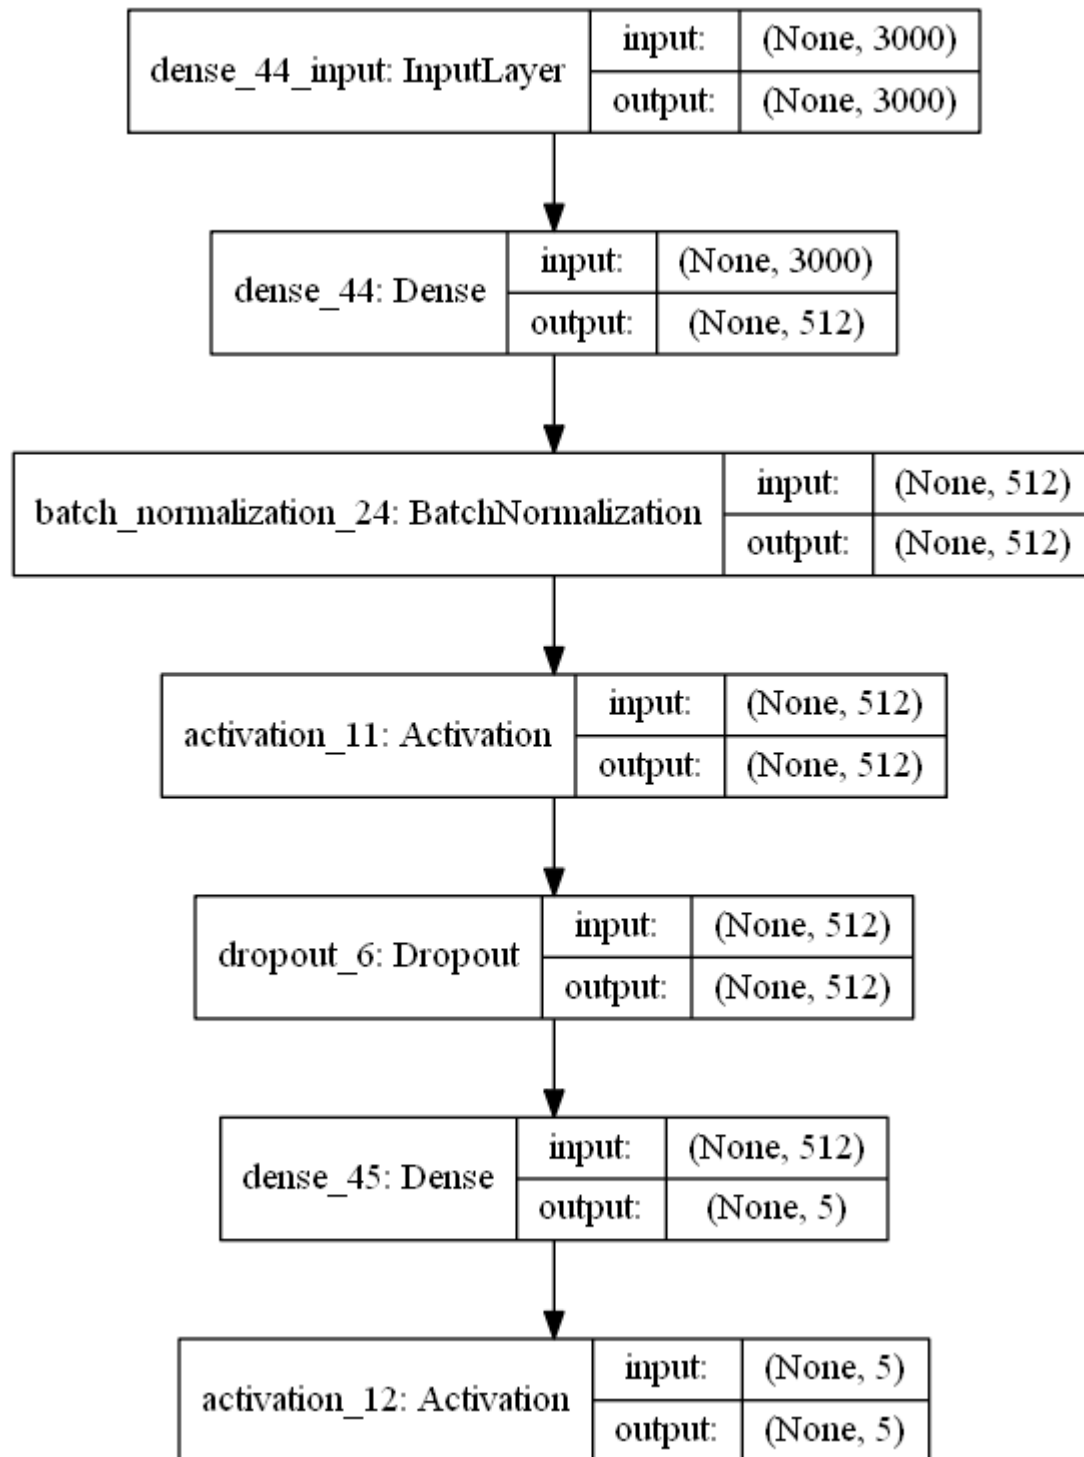 dense_44_input: InputLayer
input: (None, 3000)
output: (None, 3000)
dense_44: Dense
input: (None, 3000)
output: (None, 512)
batch_normalization_24: BatchNormalization
input: (None, 512)
output: (None, 512)
activation_11: Activation
input: (None, 512)
output: (None, 512)
dropout_6: Dropout
input: (None, 512)
output: (None, 512)
dense_45: Dense
input: (None, 512)
output: (None, 5)
activation_12: Activation
input: (None, 5)
output: (None, 5)